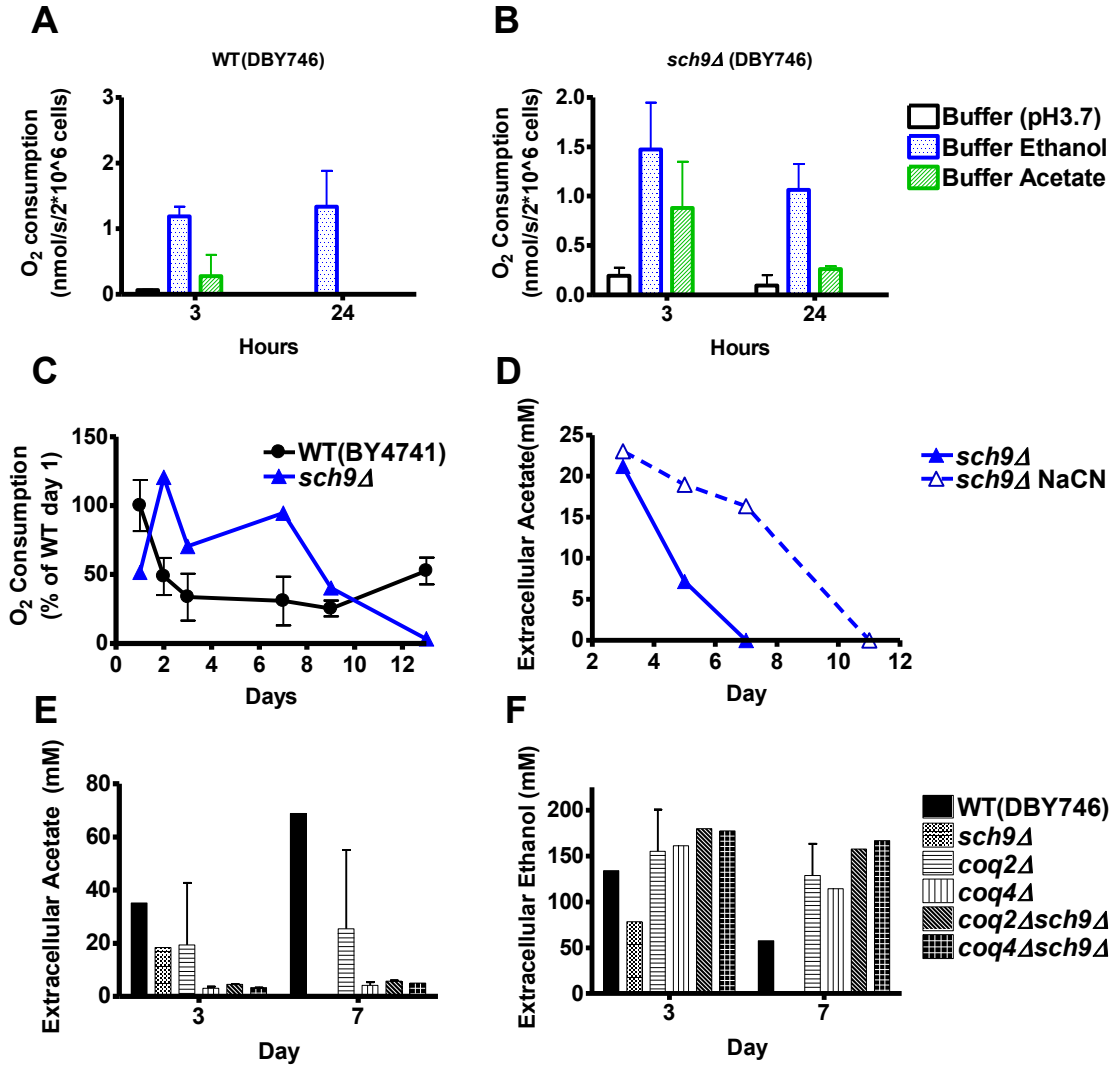 A
WT(DBY746)
O2 consumption
(nmol/s/2*10^6 cells)
3
2
1
0
3
24
Hours
B
sch9Δ (DBY746)
O2 Consumption
(nmol/s/2*10^6 cells)
2.0
1.5
1.0
0.5
0.0
3
24
Hours
Buffer (pH3.7)
Buffer Ethanol
Buffer Acetate
C
O2 Consumption
(% of WT day 1)
150
100
50
0
0 2 4 6 8 10 12
Days
WT(BY4741)
sch9Δ
D
Extracellular Acetate(mM)
25
20
15
10
5
0
2 4 6 8 10 12
Day
sch9Δ
sch9Δ NaCN
E
Extracellular Acetate (mM)
80
60
40
20
0
3
7
Day
F
Extracellular Ethanol (mM)
200
150
100
50
0
3
7
Day
WT(DBY746)
sch9Δ
coq2Δ
coq4Δ
coq2Δsch9Δ
coq4Δsch9Δ